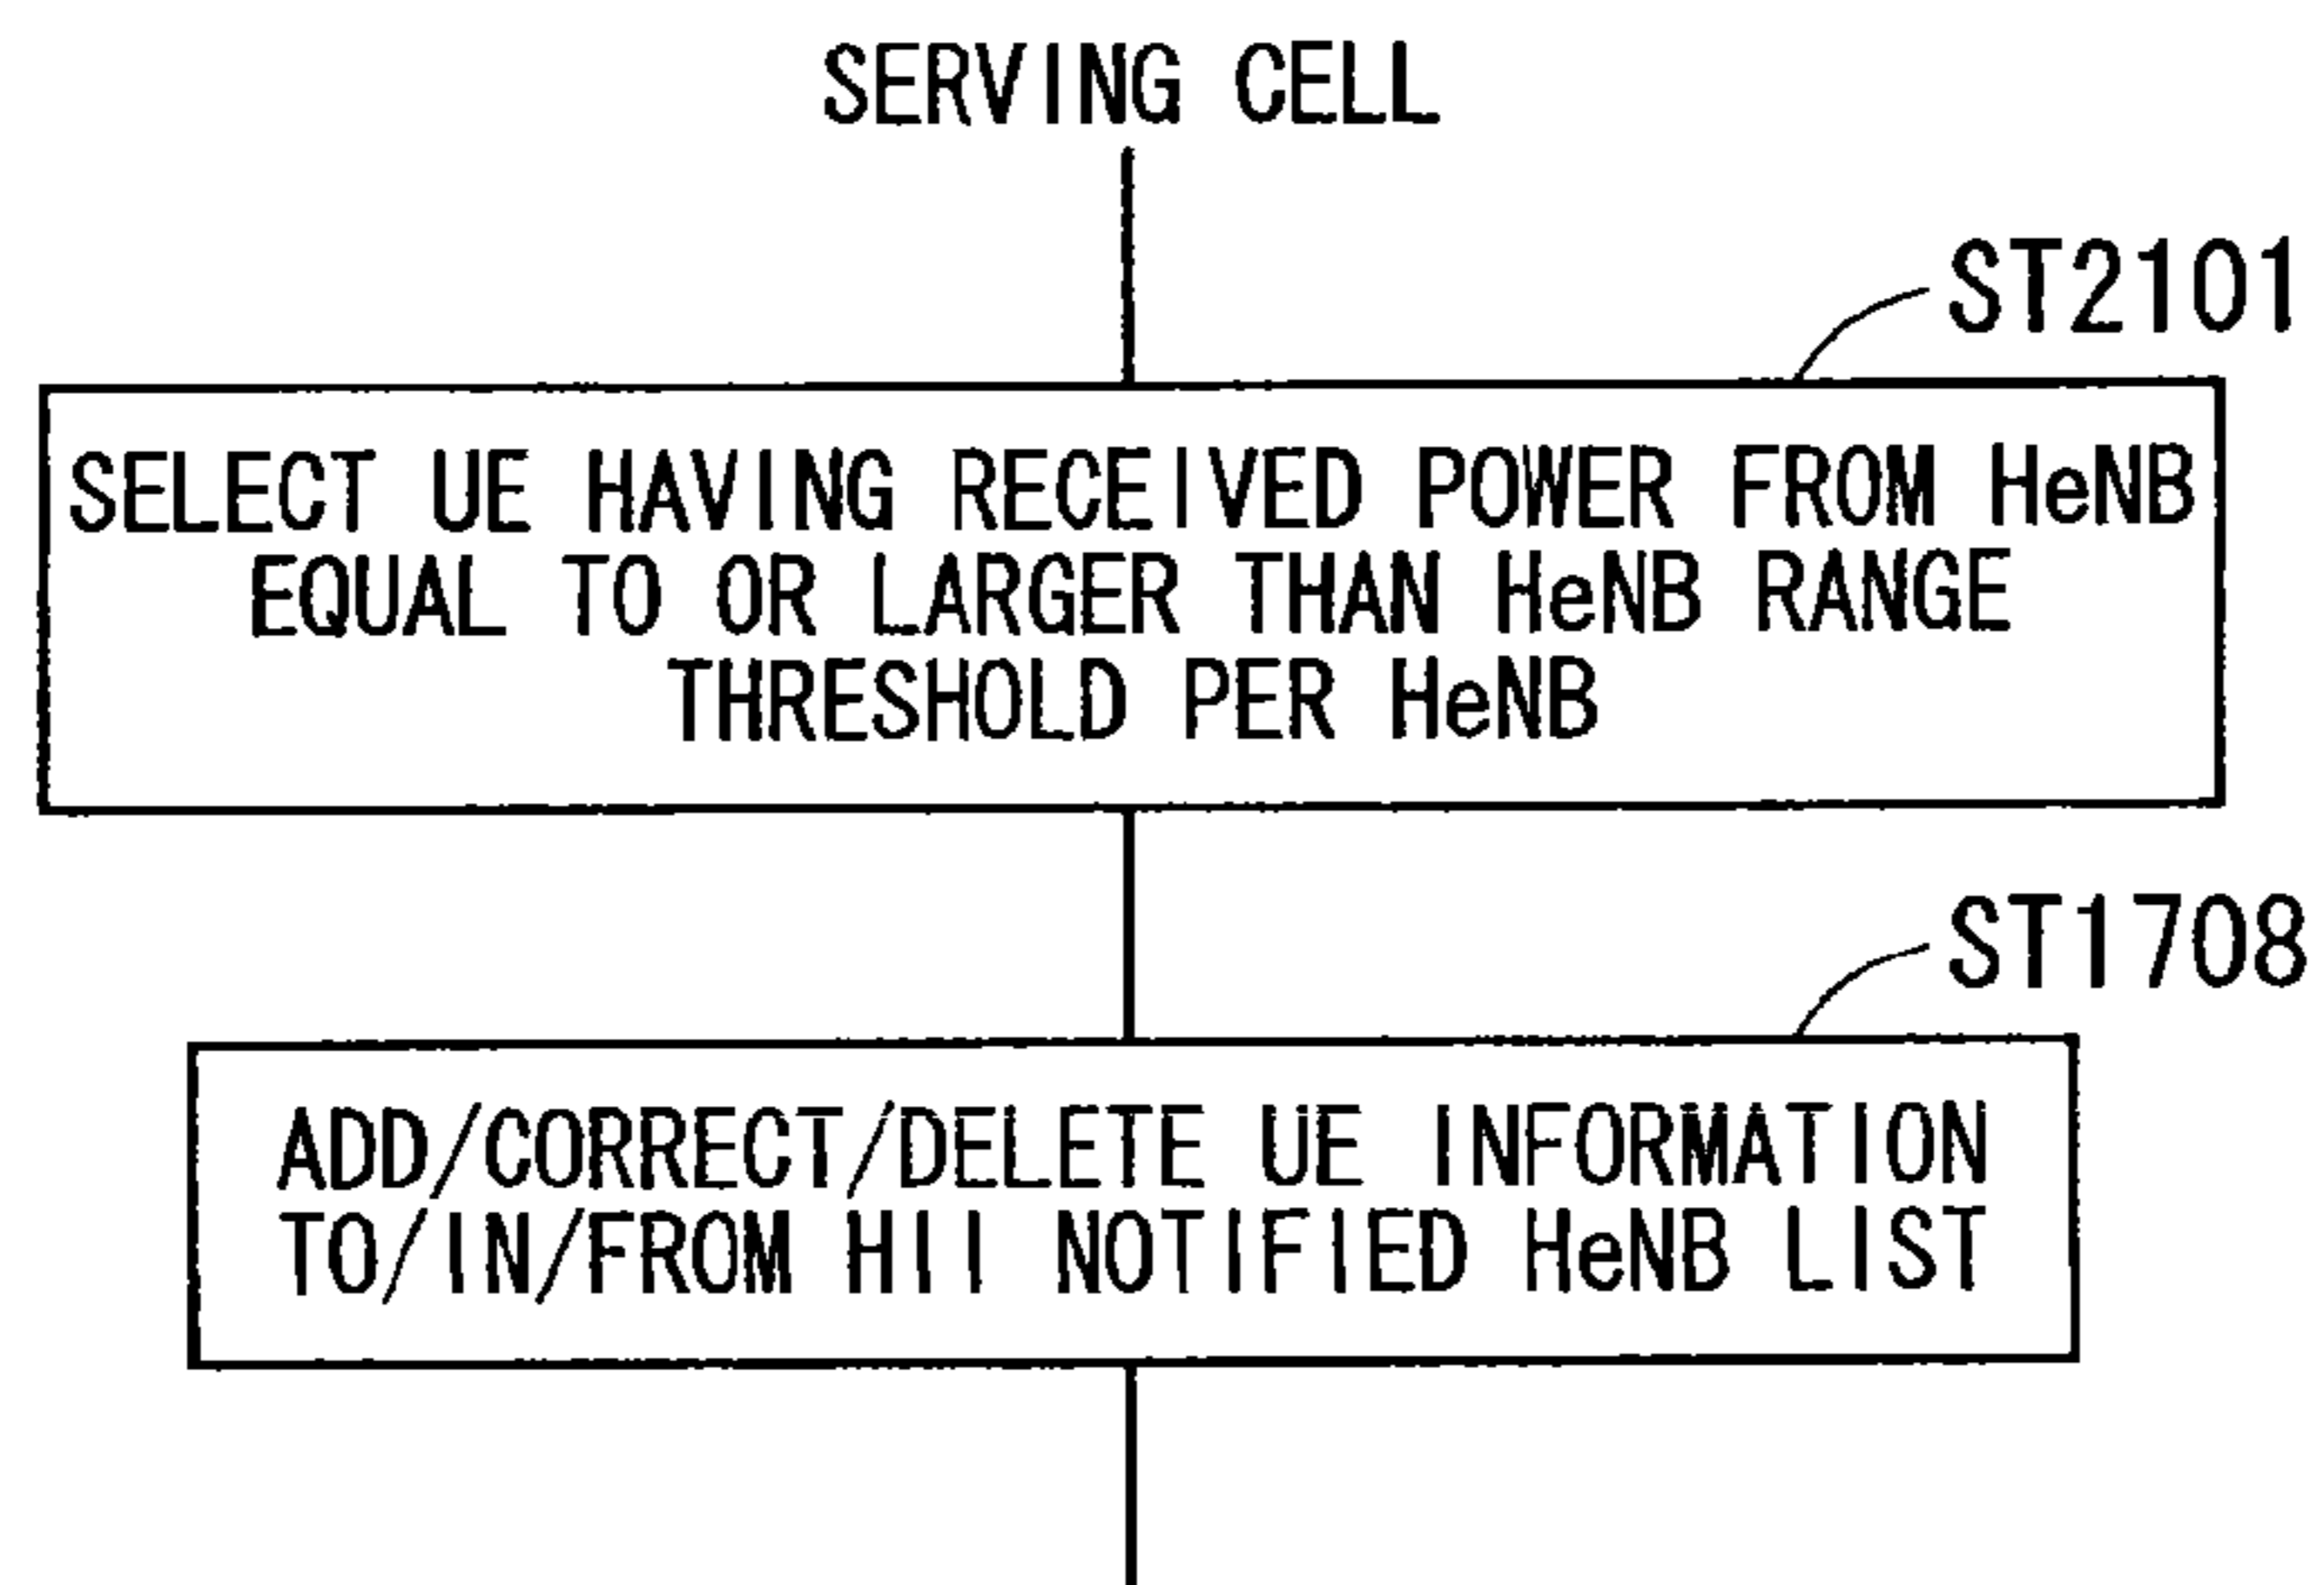 SERVING CELL
ST2101
SELECT UE HAVING RECEIVED POWER FROM HeNB
EQUAL TO OR LARGER THAN HeNB RANGE
THRESHOLD PER HeNB
ST1708
ADD/CORRECT/DELETE UE INFORMATION
TO/IN/FROM HII NOTIFIED HeNB LIST